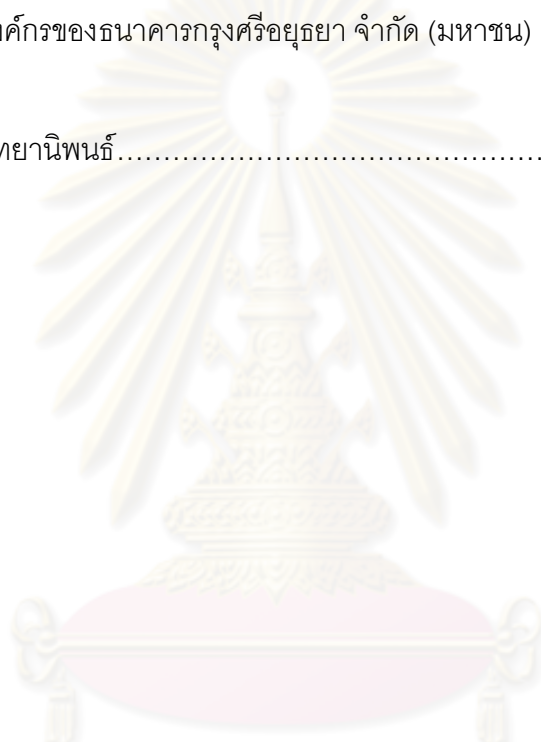 ค์กรของธนาคารกรุงศรีอยุธยา จำกัด (มหาชน)
ทยานิพนธ์................................................